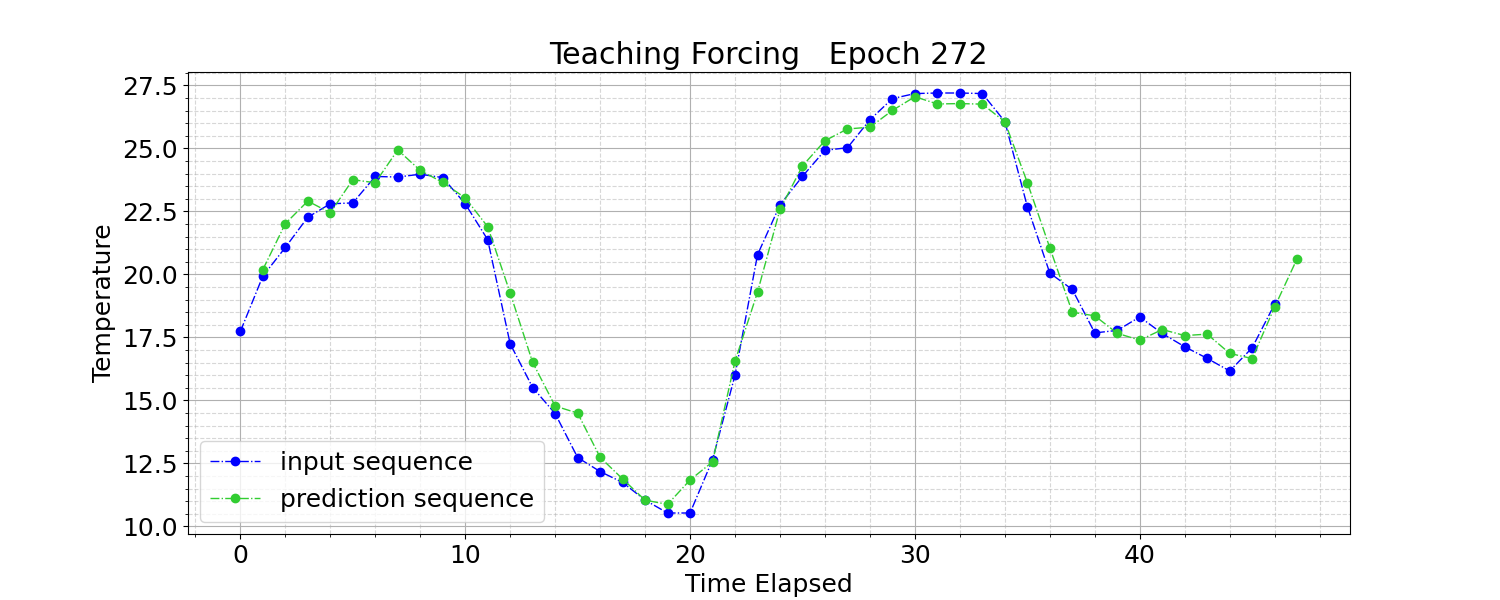 Teaching Forcing   Epoch 272
27.5
25.0
22.5
20.0
17.5
15.0
12.5
10.0
Temperature
input sequence
prediction sequence
0 10 20 30 40
Time Elapsed